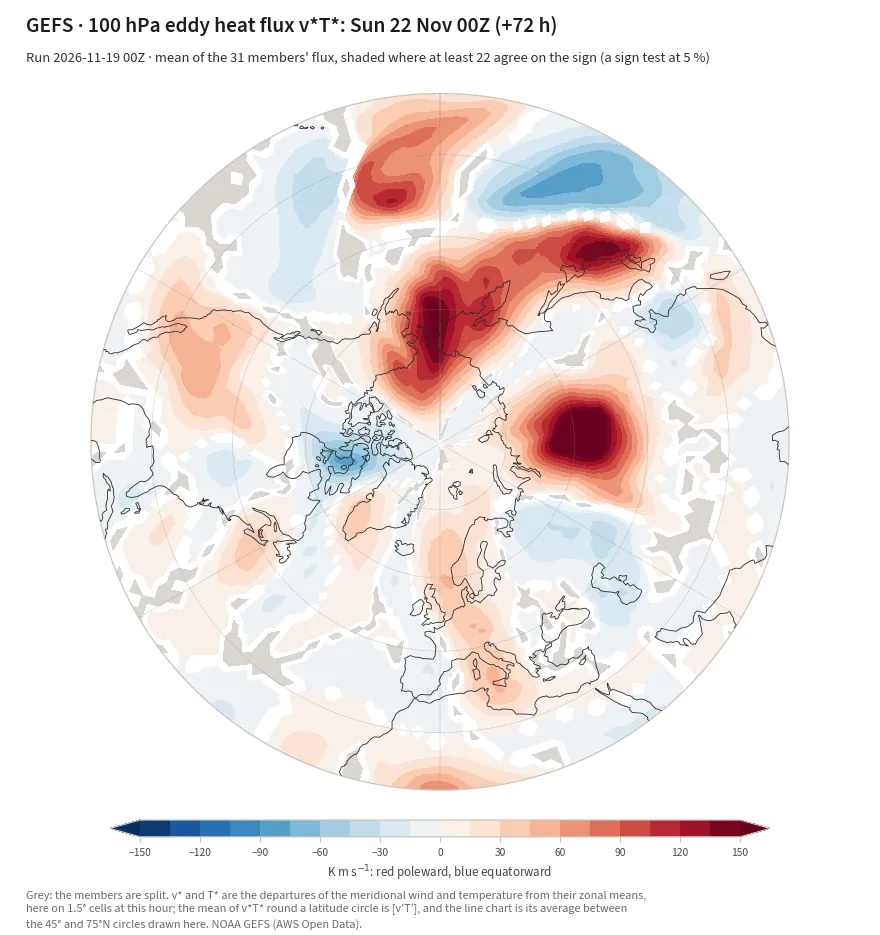 GEFS · 100 hPa eddy heat flux v*T*: Sun 22 Nov 00Z (+72 h)
Run 2026-11-19 00Z · mean of the 31 members' flux, shaded where at least 22 agree on the sign (a sign test at 5 %)
−150 −120 −90 −60 −30 0 30 60 90 120 150
K m s⁻¹: red poleward, blue equatorward
Grey: the members are split. v* and T* are the departures of the meridional wind and temperature from their zonal means,
here on 1.5° cells at this hour; the mean of v*T* round a latitude circle is [v′T′], and the line chart is its average between
the 45° and 75°N circles drawn here. NOAA GEFS (AWS Open Data).